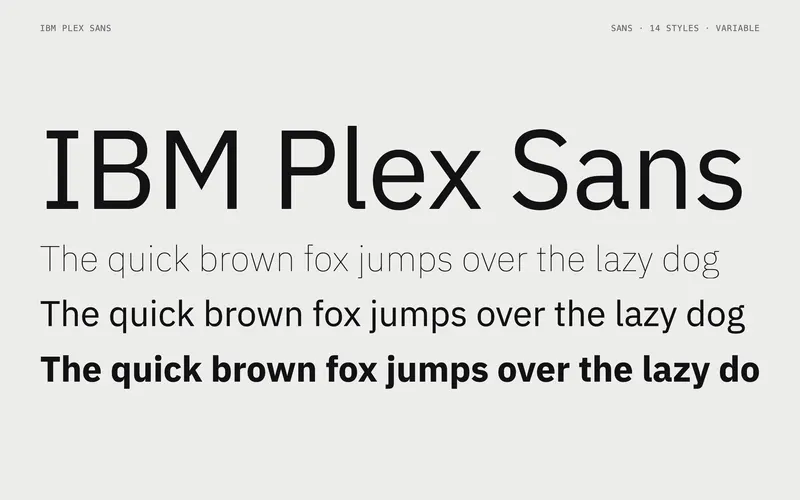 IBM PLEX SANS
SANS · 14 STYLES · VARIABLE
IBM Plex Sans
The quick brown fox jumps over the lazy dog
The quick brown fox jumps over the lazy dog
The quick brown fox jumps over the lazy do